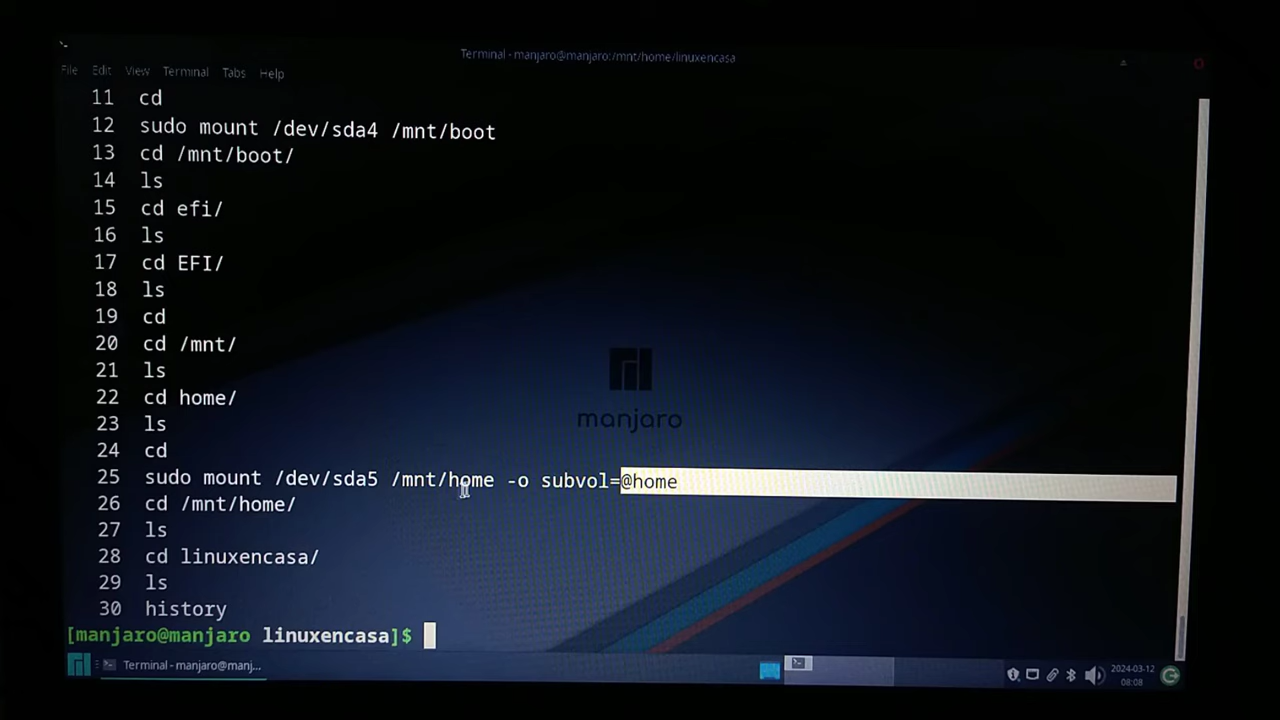 Terminal - manjaro@manjaro:/mnt/home/linuxencasa
File Edit View Terminal Tabs Help
11 cd
12 sudo mount /dev/sda4 /mnt/boot
13 cd /mnt/boot/
14 ls
15 cd efi/
16 ls
17 cd EFI/
18 ls
19 cd
20 cd /mnt/
21 ls
22 cd home/
23 ls
24 cd
25 sudo mount /dev/sda5 /mnt/home -o subvol=@home
26 cd /mnt/home/
27 ls
28 cd linuxencasa/
29 ls
30 history
[manjaro@manjaro linuxencasa]$
manjaro
Terminal - manjaro@manj...
2024-03-12
08:08